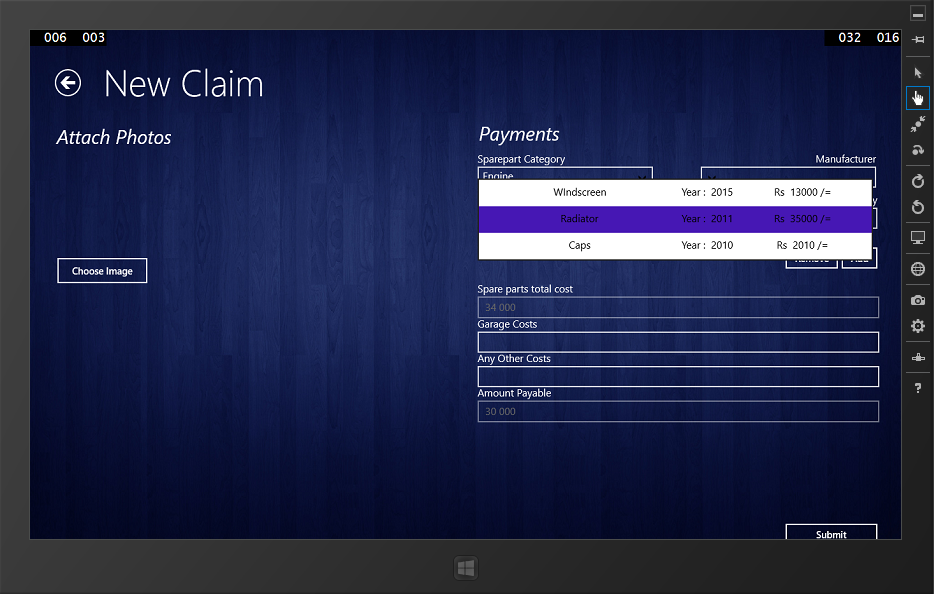 006 003 032 016
New Claim
Attach Photos
Payments
Sparepart Category Manufacturer
Engine
WIndscreen Year : 2015 Rs 13000 /=
Radiator Year : 2011 Rs 35000 /=
Caps Year : 2010 Rs 2010 /=
Choose Image
Spare parts total cost
34 000
Garage Costs
Any Other Costs
Amount Payable
30 000
Submit
?